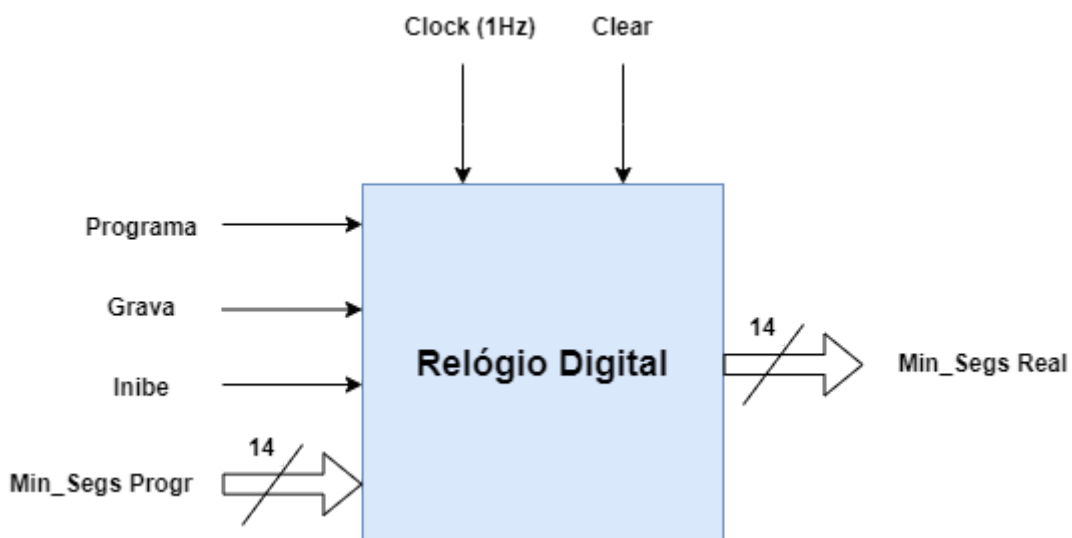 Clock (1Hz)
Clear
Programa
Grava
Inibe
14
Min_Segs Progr
Relógio Digital
14
Min_Segs Real